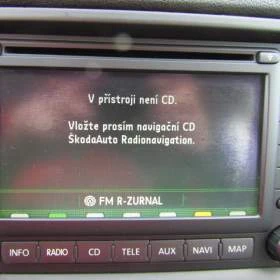 V přístroji není CD.
Vložte prosím navigační CD
ŠkodaAuto Radionavigation.
FM R-ZURNAL
INFO RADIO CD TELE AUX NAVI MAP